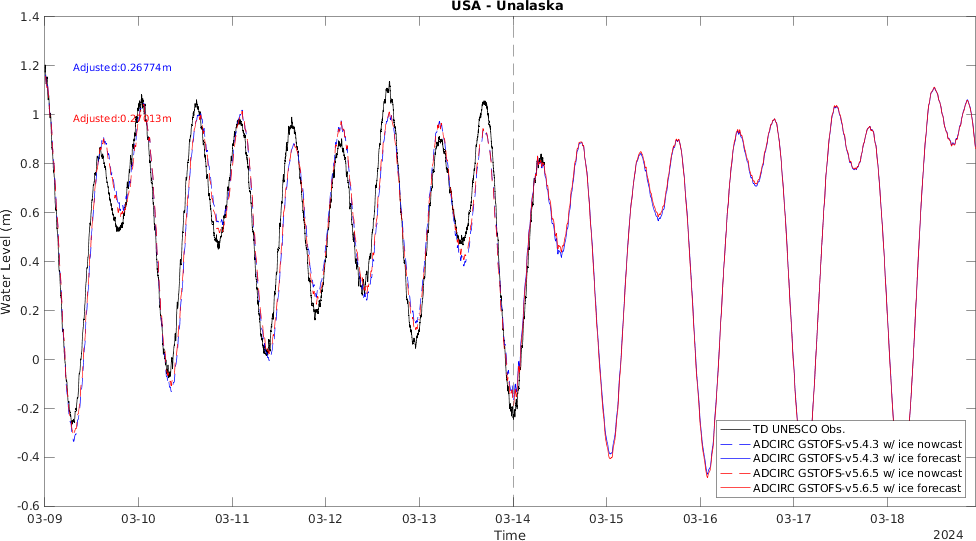 USA - Unalaska
1.4
1.2
1
0.8
0.6
0.4
0.2
0
-0.2
-0.4
-0.6
Water Level (m)
Adjusted:0.26774m
Adjusted:0.27013m
TD UNESCO Obs.
ADCIRC GSTOFS-v5.4.3 w/ ice nowcast
ADCIRC GSTOFS-v5.4.3 w/ ice forecast
ADCIRC GSTOFS-v5.6.5 w/ ice nowcast
ADCIRC GSTOFS-v5.6.5 w/ ice forecast
03-09 03-10 03-11 03-12 03-13 03-14 03-15 03-16 03-17 03-18
Time
2024